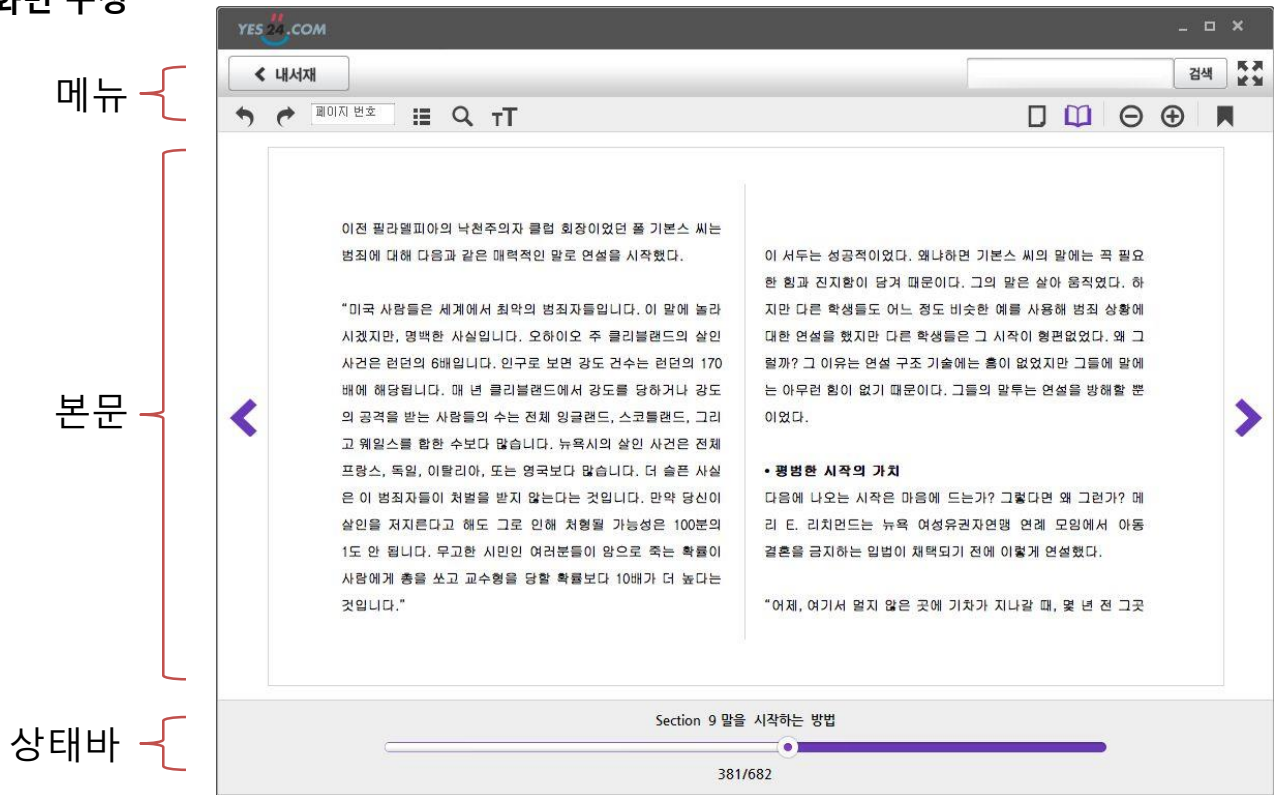 화면 구성
YES24.COM
메뉴
내서재
검색
페이지 번호
TT
본문
이전 필라델피아의 낙천주의자 클럽 회장이었던 폴 기본스 씨는
범죄에 대해 다음과 같은 매력적인 말로 연설을 시작했다.
“미국 사람들은 세계에서 최악의 범죄자들입니다. 이 말에 놀라
시겠지만, 명백한 사실입니다. 오하이오 주 클리블랜드의 살인
사건은 런던의 6배입니다. 인구로 보면 강도 건수는 런던의 170
배에 해당됩니다. 매 년 클리블랜드에서 강도를 당하거나 강도
의 공격을 받는 사람들의 수는 전체 잉글랜드, 스코틀랜드, 그리
고 웨일스를 합한 수보다 많습니다. 뉴욕시의 살인 사건은 전체
프랑스, 독일, 이탈리아, 또는 영국보다 많습니다. 더 슬픈 사실
은 이 범죄자들이 처벌을 받지 않는다는 것입니다. 만약 당신이
살인을 저지른다고 해도 그로 인해 처형될 가능성은 100분의
1도 안 됩니다. 무고한 시민인 여러분들이 암으로 죽는 확률이
사람에게 총을 쏘고 교수형을 당할 확률보다 10배가 더 높다는
것입니다.”
이 서두는 성공적이었다. 왜냐하면 기본스 씨의 말에는 꼭 필요
한 힘과 진지함이 담겨 때문이다. 그의 말은 살아 움직였다. 하
지만 다른 학생들도 어느 정도 비슷한 예를 사용해 범죄 상황에
대한 연설을 했지만 다른 학생들은 그 시작이 형편없었다. 왜 그
럴까? 그 이유는 연설 구조 기술에는 흠이 없었지만 그들에 말에
는 아무런 힘이 없기 때문이다. 그들의 말투는 연설을 방해할 뿐
이었다.
• 평범한 시작의 가치
다음에 나오는 시작은 마음에 드는가? 그렇다면 왜 그런가? 메
리 E. 리치먼드는 뉴욕 여성유권자연맹 연례 모임에서 아동
결혼을 금지하는 입법이 채택되기 전에 이렇게 연설했다.
“어제, 여기서 멀지 않은 곳에 기차가 지나갈 때, 몇 년 전 그곳
상태바
Section 9 말을 시작하는 방법
381/682